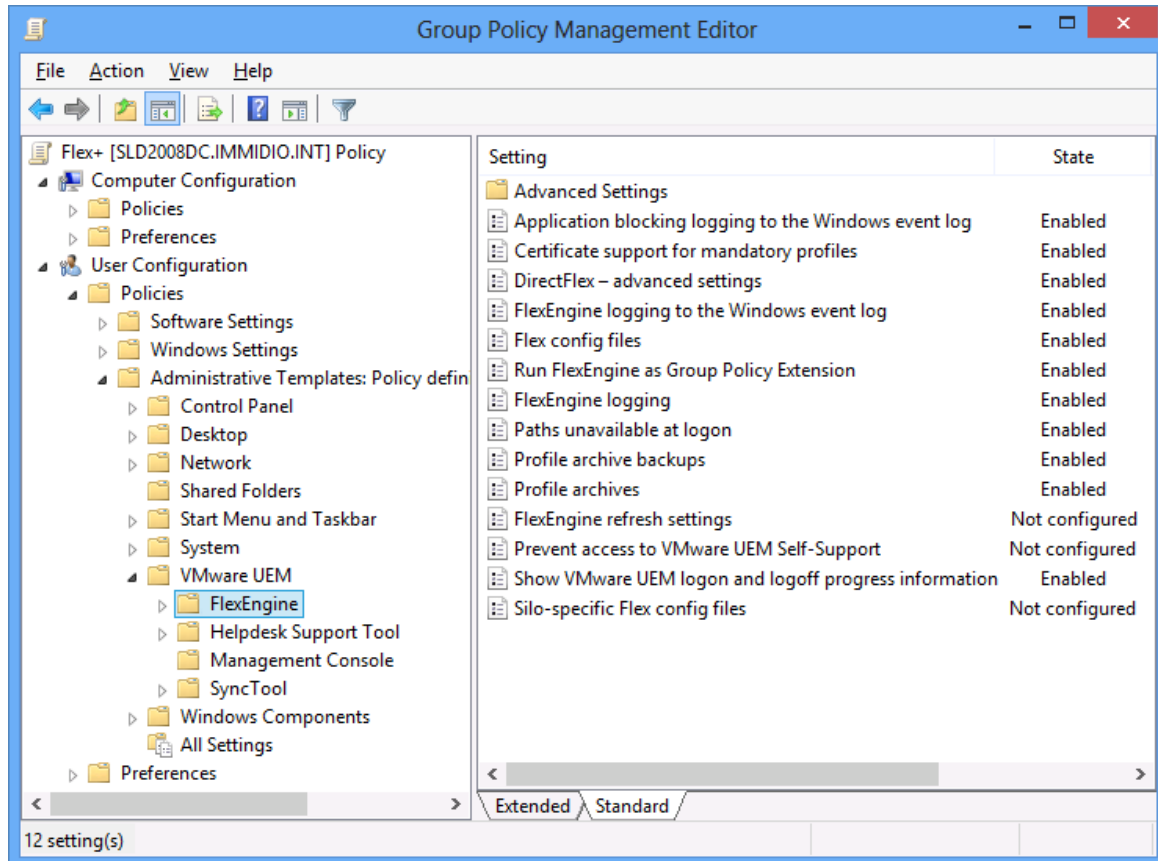 Group Policy Management Editor
File Action View Help
Flex+ [SLD2008DC.IMMIDIO.INT] Policy
Computer Configuration
Policies
Preferences
User Configuration
Policies
Software Settings
Windows Settings
Administrative Templates: Policy defin
Control Panel
Desktop
Network
Shared Folders
Start Menu and Taskbar
System
VMware UEM
FlexEngine
Helpdesk Support Tool
Management Console
SyncTool
Windows Components
All Settings
Preferences
Setting State
Advanced Settings
Application blocking logging to the Windows event log Enabled
Certificate support for mandatory profiles Enabled
DirectFlex – advanced settings Enabled
FlexEngine logging to the Windows event log Enabled
Flex config files Enabled
Run FlexEngine as Group Policy Extension Enabled
FlexEngine logging Enabled
Paths unavailable at logon Enabled
Profile archive backups Enabled
Profile archives Enabled
FlexEngine refresh settings Not configured
Prevent access to VMware UEM Self-Support Not configured
Show VMware UEM logon and logoff progress information Enabled
Silo-specific Flex config files Not configured
Extended Standard
12 setting(s)